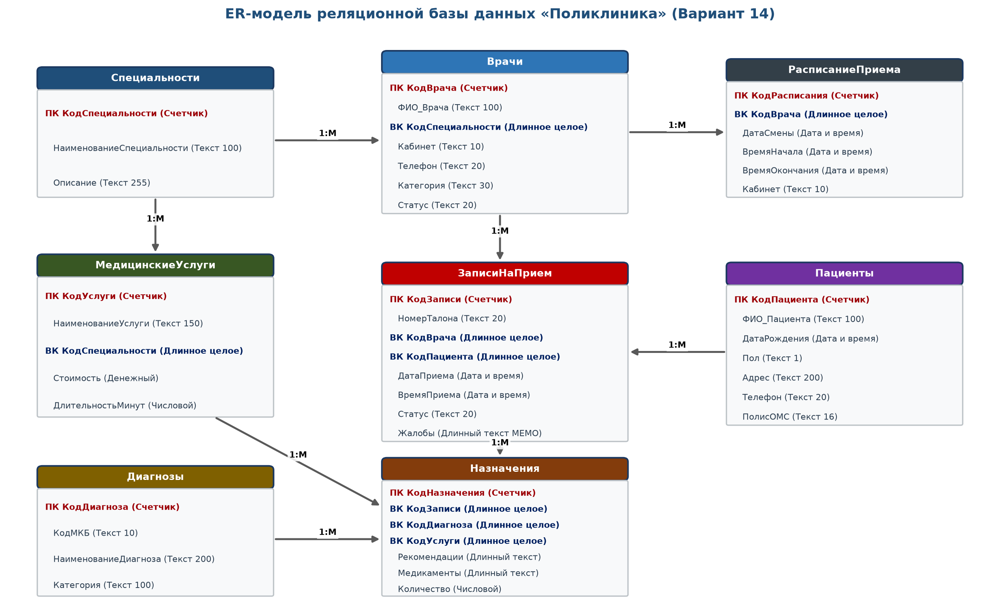 ER-модель реляционной базы данных «Поликлиника» (Вариант 14)
Специальности
ПК КодСпециальности (Счетчик)
НаименованиеСпециальности (Текст 100)
Описание (Текст 255)
1:М
Врачи
ПК КодВрача (Счетчик)
ФИО_Врача (Текст 100)
ВК КодСпециальности (Длинное целое)
Кабинет (Текст 10)
Телефон (Текст 20)
Категория (Текст 30)
Статус (Текст 20)
1:М
РасписаниеПриема
ПК КодРасписания (Счетчик)
ВК КодВрача (Длинное целое)
ДатаСмены (Дата и время)
ВремяНачала (Дата и время)
ВремяОкончания (Дата и время)
Кабинет (Текст 10)
1:М
1:М
МедицинскиеУслуги
ПК КодУслуги (Счетчик)
НаименованиеУслуги (Текст 150)
ВК КодСпециальности (Длинное целое)
Стоимость (Денежный)
ДлительностьМинут (Числовой)
ЗаписиНаПрием
ПК КодЗаписи (Счетчик)
НомерТалона (Текст 20)
ВК КодВрача (Длинное целое)
ВК КодПациента (Длинное целое)
ДатаПриема (Дата и время)
ВремяПриема (Дата и время)
Статус (Текст 20)
Жалобы (Длинный текст МЕМО)
1:М
Пациенты
ПК КодПациента (Счетчик)
ФИО_Пациента (Текст 100)
ДатаРождения (Дата и время)
Пол (Текст 1)
Адрес (Текст 200)
Телефон (Текст 20)
ПолисОМС (Текст 16)
1:М
1:М
Диагнозы
ПК КодДиагноза (Счетчик)
КодМКБ (Текст 10)
НаименованиеДиагноза (Текст 200)
Категория (Текст 100)
1:М
Назначения
ПК КодНазначения (Счетчик)
ВК КодЗаписи (Длинное целое)
ВК КодДиагноза (Длинное целое)
ВК КодУслуги (Длинное целое)
Рекомендации (Длинный текст)
Медикаменты (Длинный текст)
Количество (Числовой)